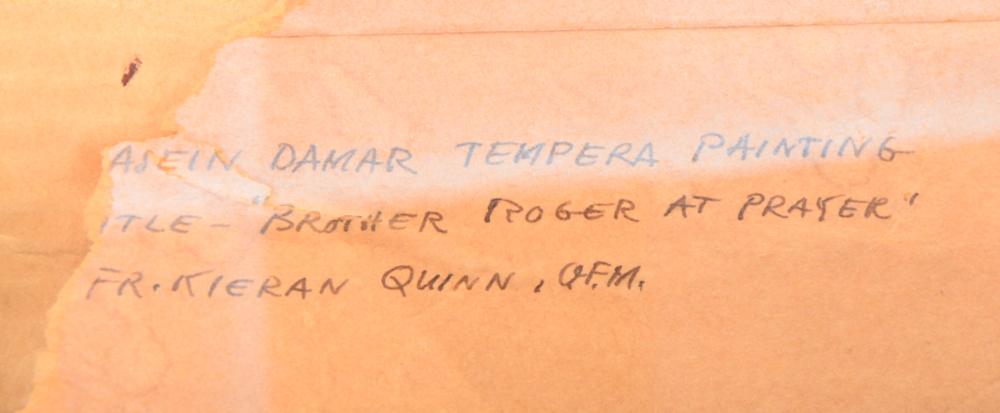 ASEIN DAMAR TEMPERA PAINTING
ITLE - "BROTHER ROGER AT PRAYER"
FR. KIERAN QUINN, O.F.M.